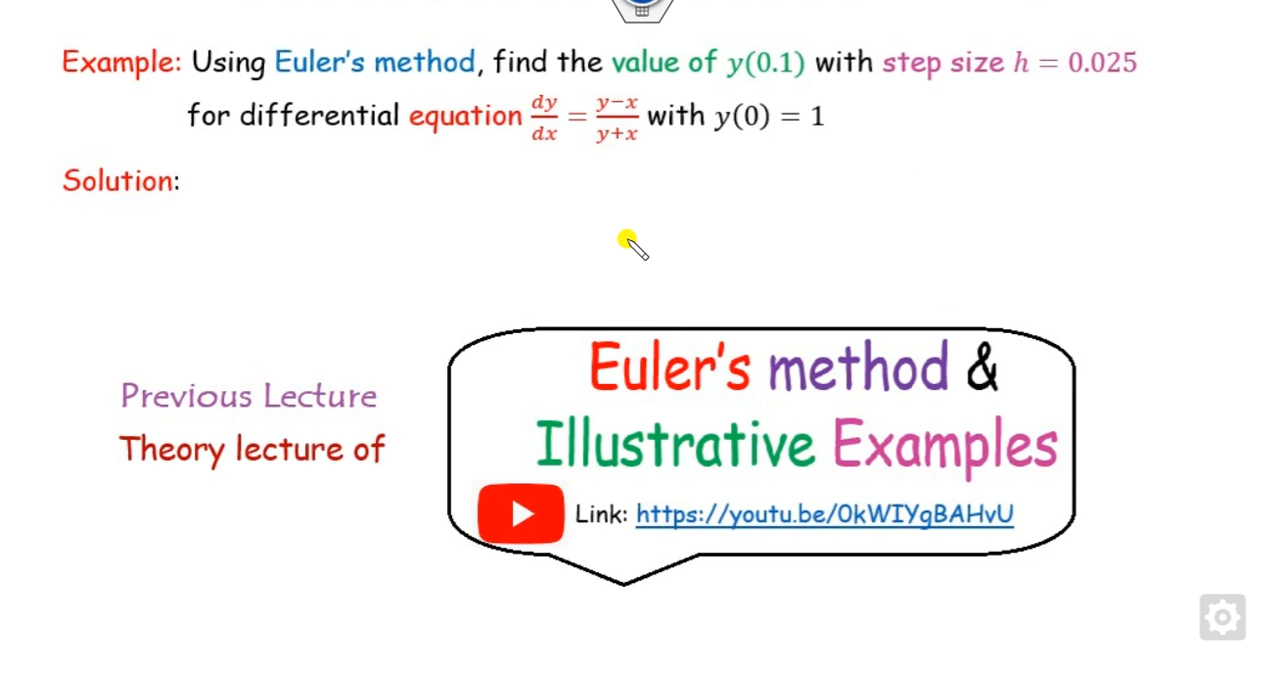 Example: Using Euler's method, find the value of y(0.1) with step size h = 0.025
for differential equation dy/dx = y−x/y+x with y(0) = 1
Solution:
Euler's method &
Illustrative Examples
Previous Lecture
Theory lecture of
Link: https://youtu.be/0kWIYgBAHvU